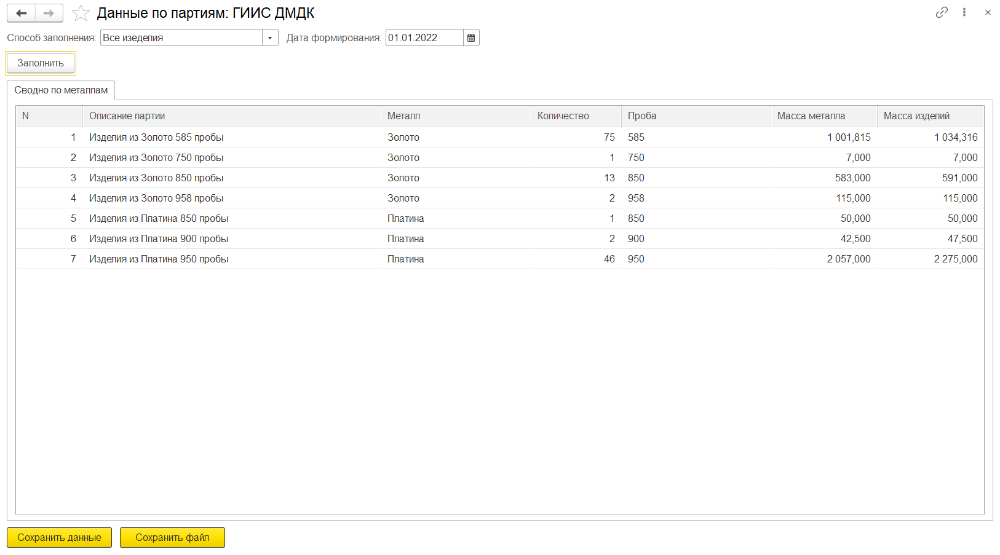 Данные по партиям: ГИИС ДМДК
Способ заполнения: Все изеделия Дата формирования: 01.01.2022
Заполнить
Сводно по металлам
N Описание партии Металл Количество Проба Масса металла Масса изделий
1 Изделия из Золото 585 пробы Золото 75 585 1 001,815 1 034,316
2 Изделия из Золото 750 пробы Золото 1 750 7,000 7,000
3 Изделия из Золото 850 пробы Золото 13 850 583,000 591,000
4 Изделия из Золото 958 пробы Золото 2 958 115,000 115,000
5 Изделия из Платина 850 пробы Платина 1 850 50,000 50,000
6 Изделия из Платина 900 пробы Платина 2 900 42,500 47,500
7 Изделия из Платина 950 пробы Платина 46 950 2 057,000 2 275,000
Сохранить данные Сохранить файл